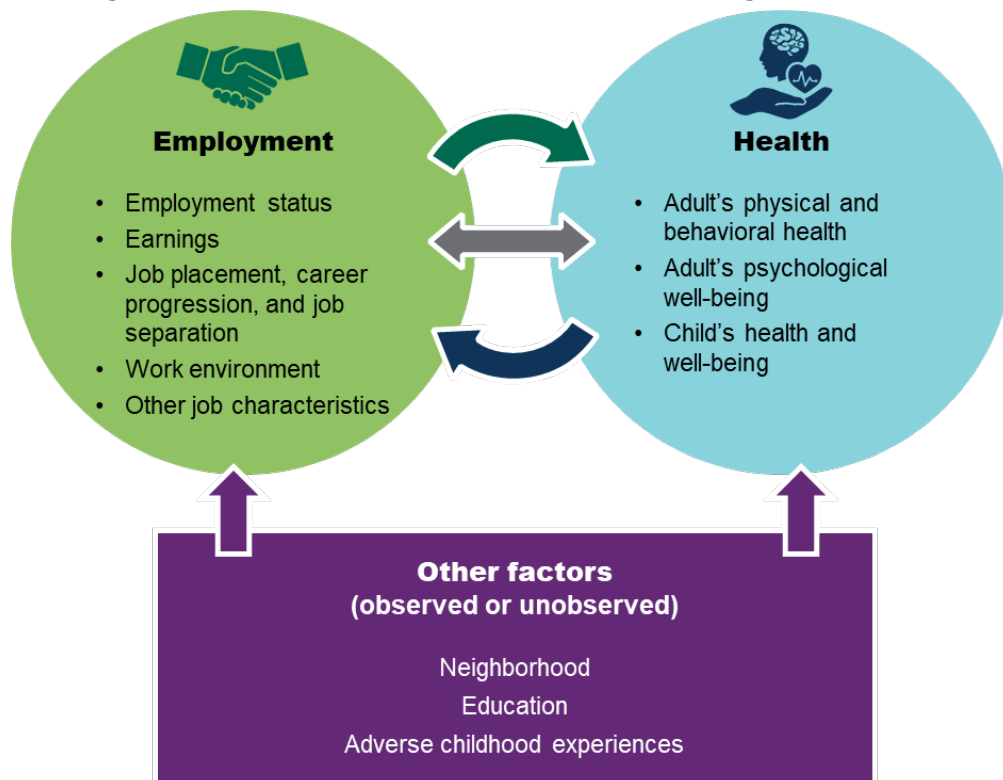 Employment
• Employment status
• Earnings
• Job placement, career
progression, and job
separation
• Work environment
• Other job characteristics
Health
• Adult's physical and
behavioral health
• Adult's psychological
well-being
• Child's health and
well-being
Other factors
(observed or unobserved)
Neighborhood
Education
Adverse childhood experiences